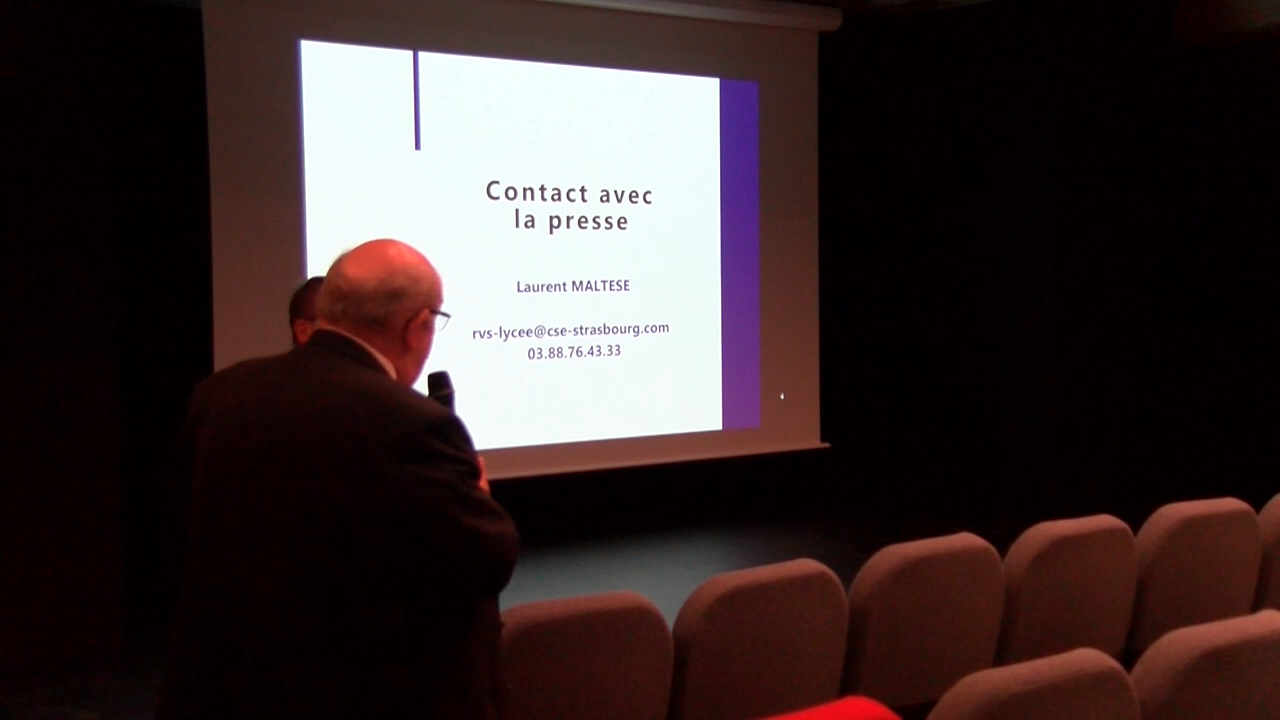 Contact avec
la presse
Laurent MALTESE
rvs-lycee@cse-strasbourg.com
03.88.76.43.33